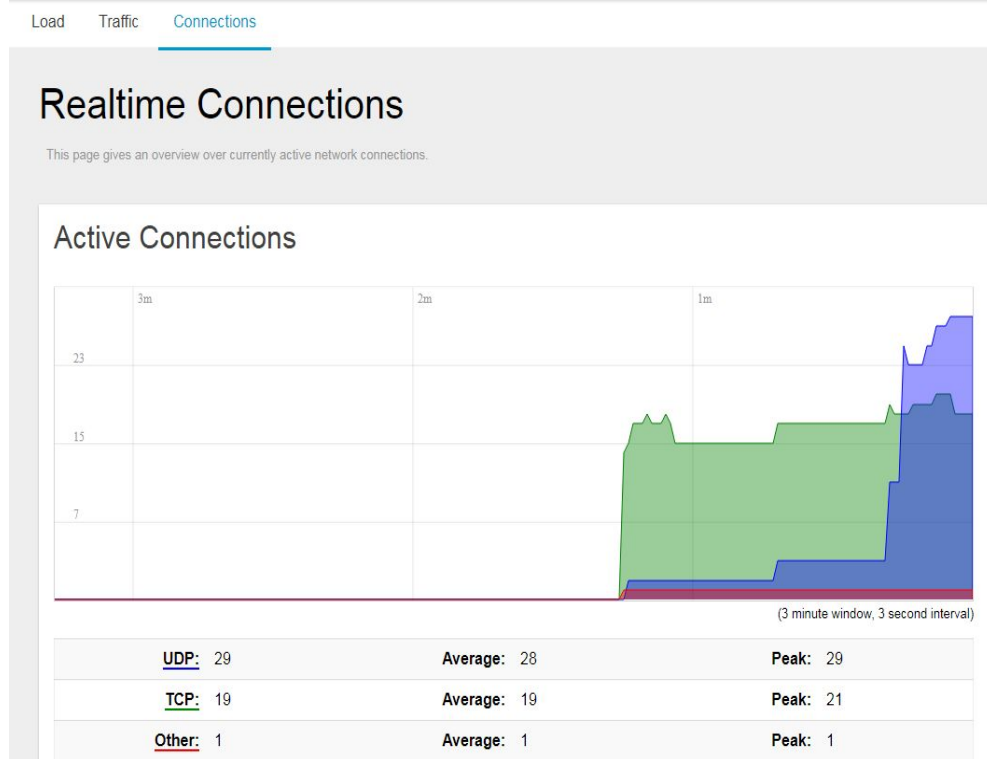 Load Traffic Connections
Realtime Connections
This page gives an overview over currently active network connections.
Active Connections
3m 2m 1m
23
15
7
(3 minute window, 3 second interval)
UDP: 29 Average: 28 Peak: 29
TCP: 19 Average: 19 Peak: 21
Other: 1 Average: 1 Peak: 1